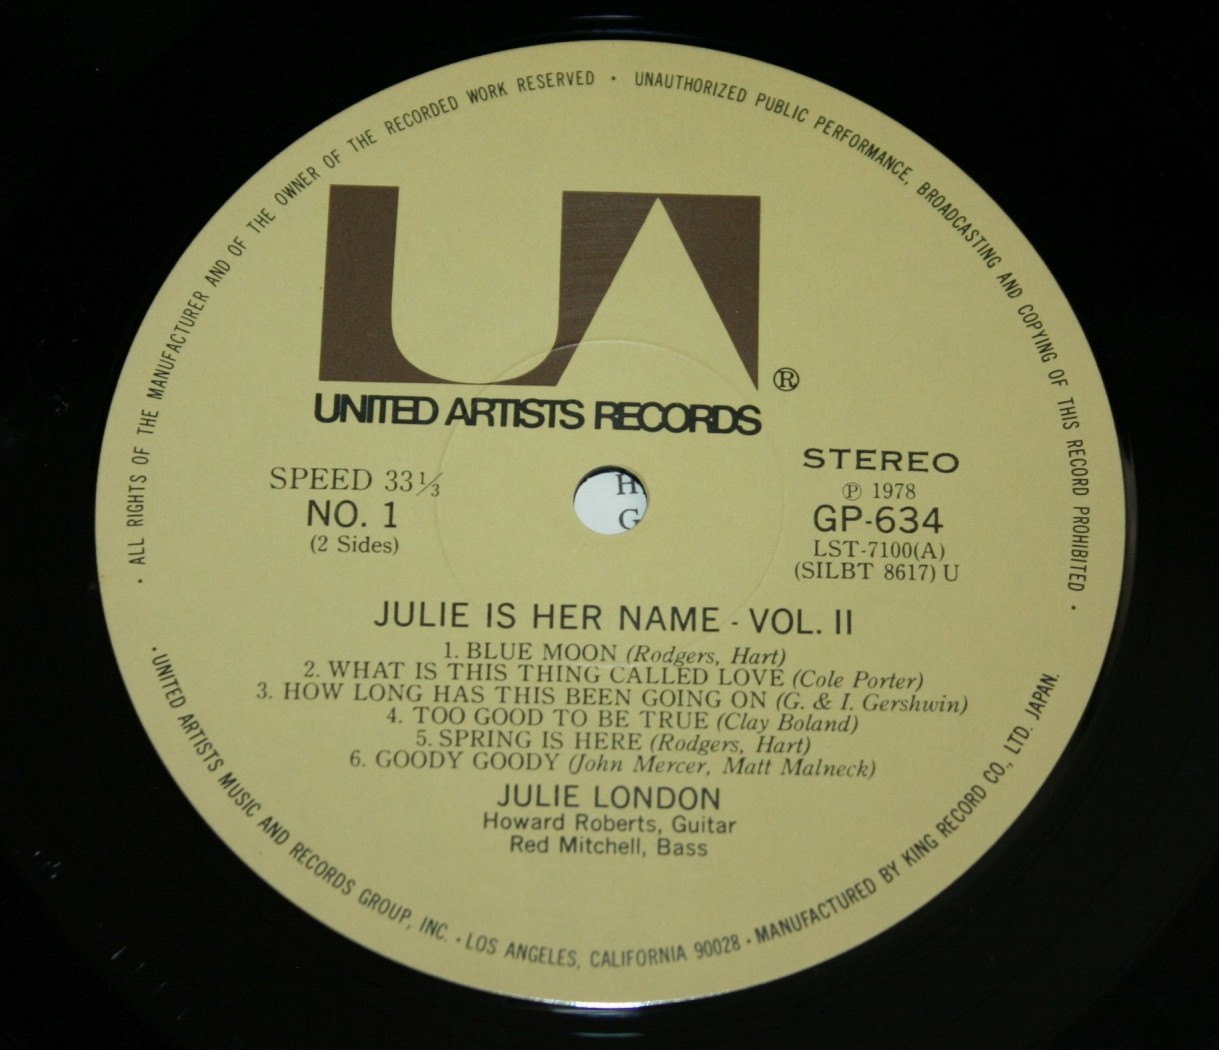 · ALL RIGHTS OF THE MANUFACTURER AND OF THE OWNER OF THE RECORDED WORK RESERVED · UNAUTHORIZED PUBLIC PERFORMANCE, BROADCASTING AND COPYING OF THIS RECORD PROHIBITED ·
UA ®
UNITED ARTISTS RECORDS
SPEED 33⅓
NO. 1
(2 Sides)
H
G
STEREO
Ⓟ 1978
GP-634
LST-7100(A)
(SILBT 8617) U
JULIE IS HER NAME - VOL. II
1. BLUE MOON (Rodgers, Hart)
2. WHAT IS THIS THING CALLED LOVE (Cole Porter)
3. HOW LONG HAS THIS BEEN GOING ON (G. & I. Gershwin)
4. TOO GOOD TO BE TRUE (Clay Boland)
5. SPRING IS HERE (Rodgers, Hart)
6. GOODY GOODY (John Mercer, Matt Malneck)
JULIE LONDON
Howard Roberts, Guitar
Red Mitchell, Bass
· UNITED ARTISTS MUSIC AND RECORDS GROUP, INC. · LOS ANGELES, CALIFORNIA 90028 · MANUFACTURED BY KING RECORD CO., LTD. JAPAN.